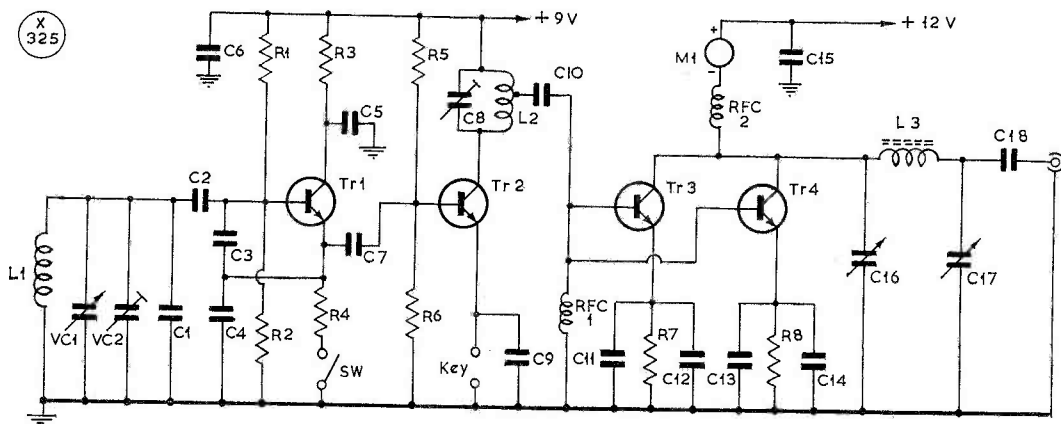 X
325
+ 9V
+ 12 V
C6
R1
R3
R5
C8
L2
C10
M1
+
-
C15
RFC
2
L3
C18
C5
Tr1
Tr2
Tr3
Tr4
C2
C3
C7
C16
C17
L1
VC1
VC2
C1
C4
R2
R4
SW
R6
Key
C9
RFC
1
C11
R7
C12
C13
R8
C14